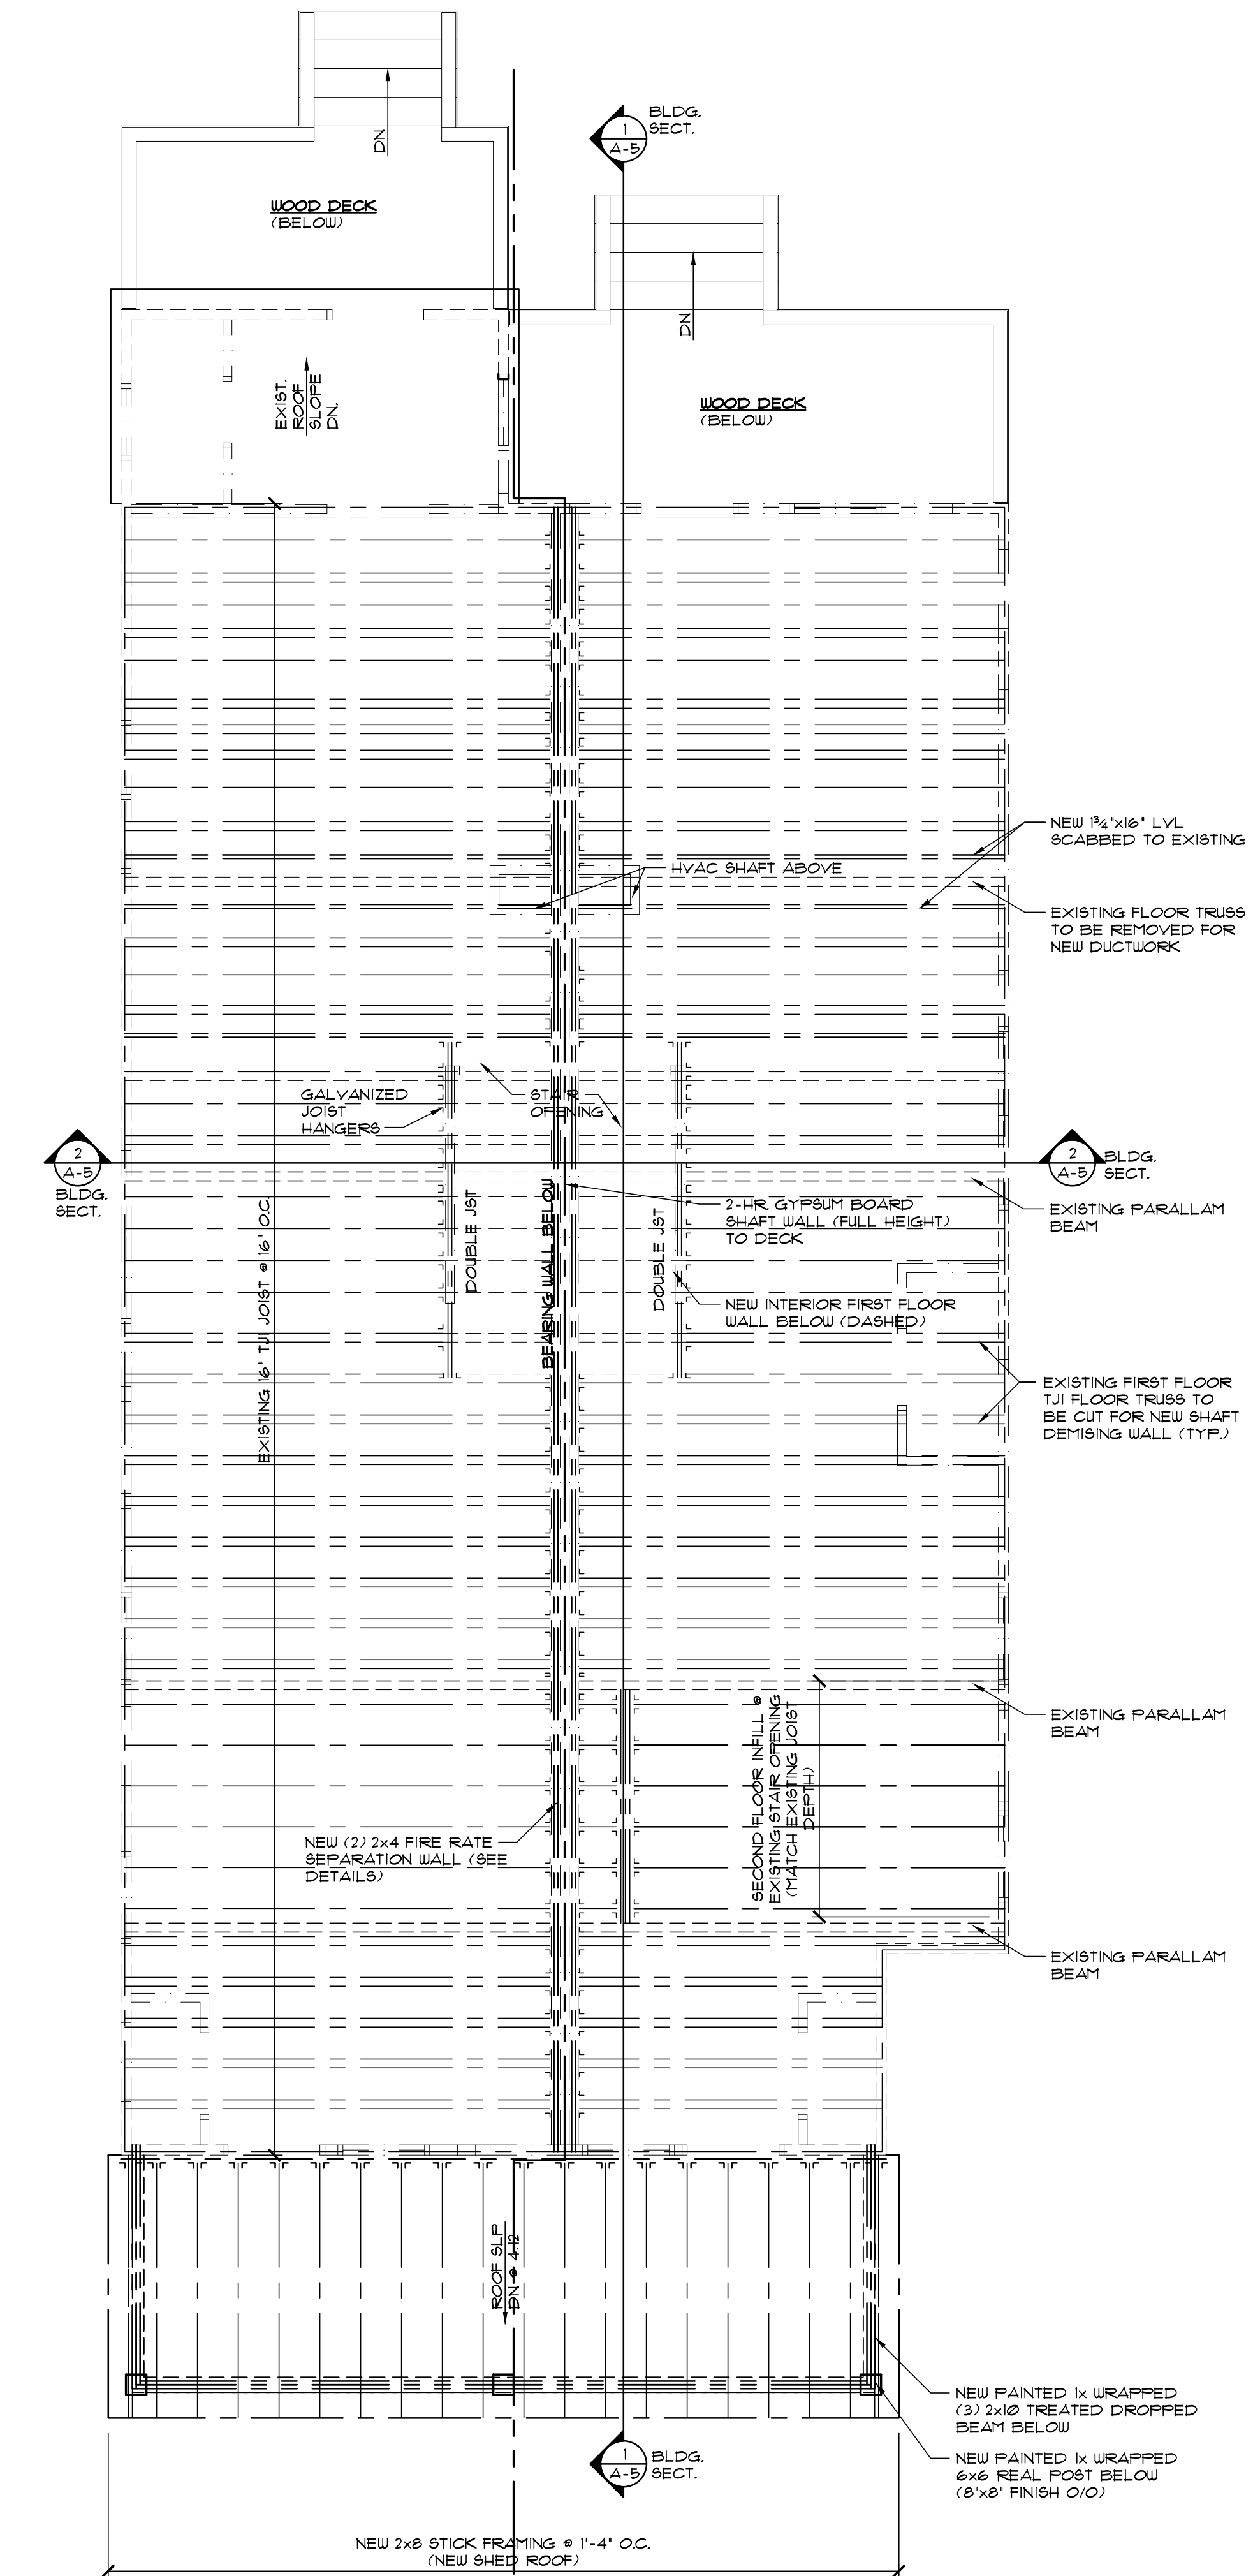 BLDG.
SECT.
1
A-5
DN
WOOD DECK
(BELOW)
DN
EXIST.
ROOF
SLOPE
DN.
WOOD DECK
(BELOW)
NEW 1¾"x16" LVL
SCABBED TO EXISTING
HVAC SHAFT ABOVE
EXISTING FLOOR TRUSS
TO BE REMOVED FOR
NEW DUCTWORK
GALVANIZED
JOIST
HANGERS
STAIR
OPENING
2
A-5
BLDG.
SECT.
2
A-5
BLDG.
SECT.
EXISTING 16" TJI JOIST @ 16" O.C.
DOUBLE JST
BEARING WALL BELOW
2-HR. GYPSUM BOARD
SHAFT WALL (FULL HEIGHT)
TO DECK
DOUBLE JST
EXISTING PARALLAM
BEAM
NEW INTERIOR FIRST FLOOR
WALL BELOW (DASHED)
EXISTING FIRST FLOOR
TJI FLOOR TRUSS TO
BE CUT FOR NEW SHAFT
DEMISING WALL (TYP.)
SECOND FLOOR INFILL @
EXISTING STAIR OPENING
(MATCH EXISTING JOIST
DEPTH)
EXISTING PARALLAM
BEAM
NEW (2) 2x4 FIRE RATE
SEPARATION WALL (SEE
DETAILS)
EXISTING PARALLAM
BEAM
ROOF SLP
DN @ 4:12
NEW PAINTED 1x WRAPPED
(3) 2x10 TREATED DROPPED
BEAM BELOW
NEW PAINTED 1x WRAPPED
6x6 REAL POST BELOW
(8"x8" FINISH O/O)
1
A-5
BLDG.
SECT.
NEW 2x8 STICK FRAMING @ 1'-4" O.C.
(NEW SHED ROOF)